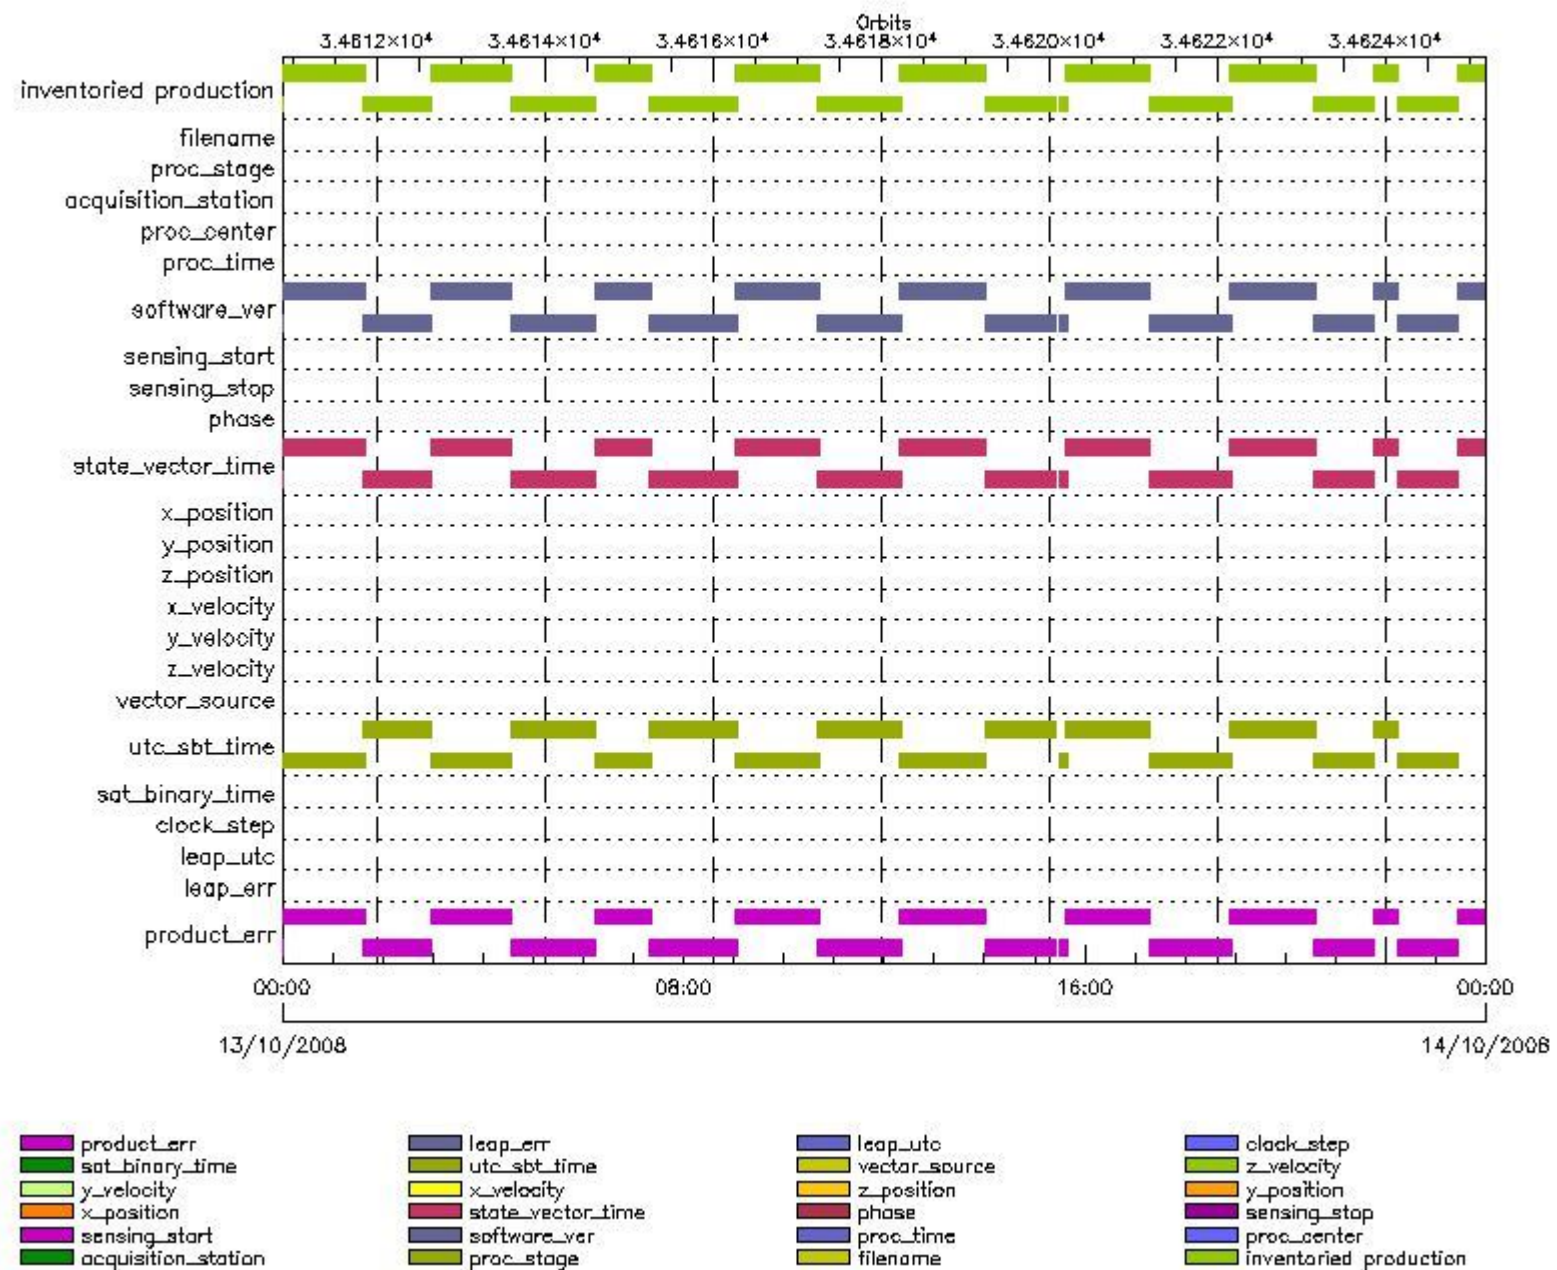 Orbits
3.4612×10⁴ 3.4614×10⁴ 3.4616×10⁴ 3.4618×10⁴ 3.4620×10⁴ 3.4622×10⁴ 3.4624×10⁴
inventoried production
filename
proc_stage
acquisition_station
proc_center
proc_time
software_ver
sensing_start
sensing_stop
phase
state_vector_time
x_position
y_position
z_position
x_velocity
y_velocity
z_velocity
vector_source
utc_sbt_time
sat_binary_time
clock_step
leap_utc
leap_err
product_err
00:00 08:00 16:00 00:00
13/10/2008 14/10/2008
product_err leap_err leap_utc clock_step
sat_binary_time utc_sbt_time vector_source z_velocity
y_velocity x_velocity z_position y_position
x_position state_vector_time phase sensing_stop
sensing_start software_ver proc_time proc_center
acquisition_station proc_stage filename inventoried production